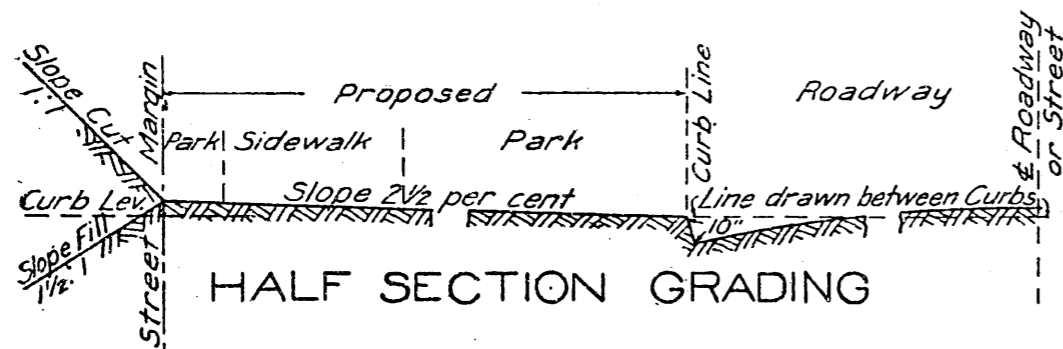 Slope Cut
1:1
Street Margin
Proposed
Curb Line
Roadway
℄ Roadway
or Street
Park
Sidewalk
Park
Curb Lev.
Slope 2½ per cent
Line drawn between Curbs
10"
Slope Fill
1½:1
HALF SECTION GRADING